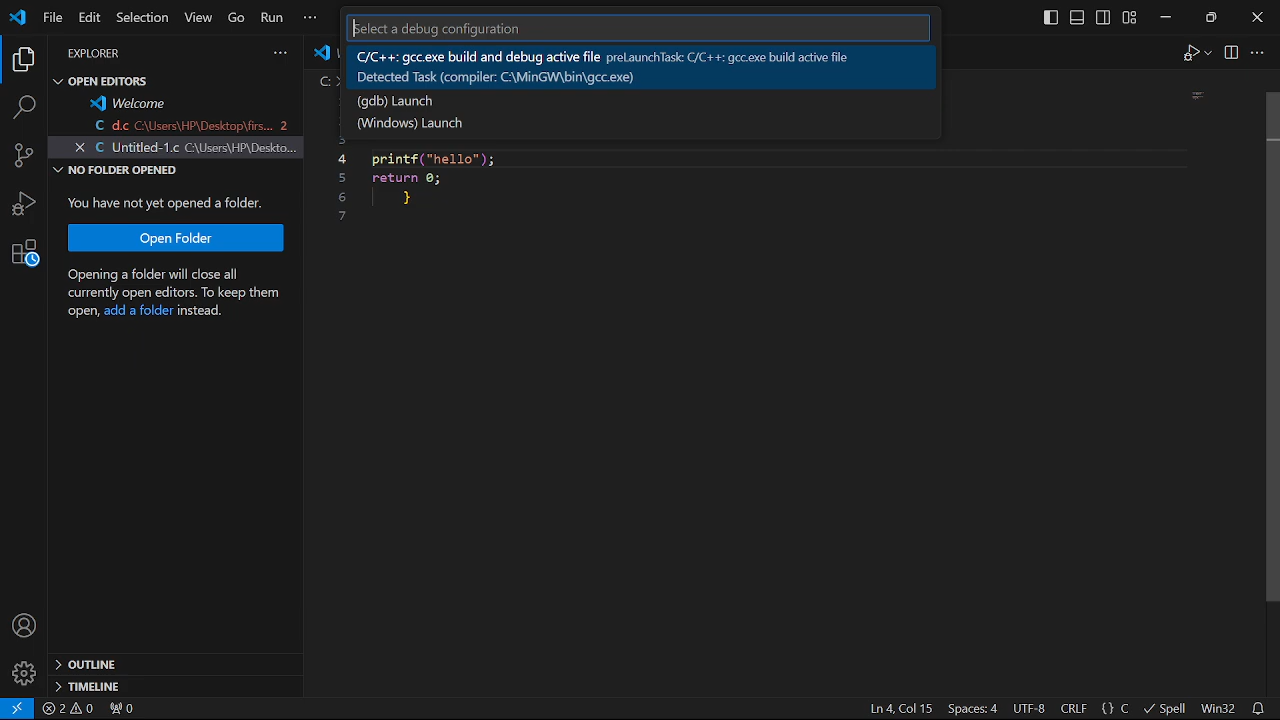 File Edit Selection View Go Run ···
Select a debug configuration
C/C++: gcc.exe build and debug active file preLaunchTask: C/C++: gcc.exe build active file
Detected Task (compiler: C:\MinGW\bin\gcc.exe)
(gdb) Launch
(Windows) Launch
EXPLORER
OPEN EDITORS
Welcome
d.c C:\Users\HP\Desktop\firs... 2
Untitled-1.c C:\Users\HP\Deskto...
NO FOLDER OPENED
You have not yet opened a folder.
Open Folder
Opening a folder will close all
currently open editors. To keep them
open, add a folder instead.
OUTLINE
TIMELINE
C:
3
4 printf("hello");
5 return 0;
6 }
7
2 0 0 Ln 4, Col 15 Spaces: 4 UTF-8 CRLF {} C Spell Win32